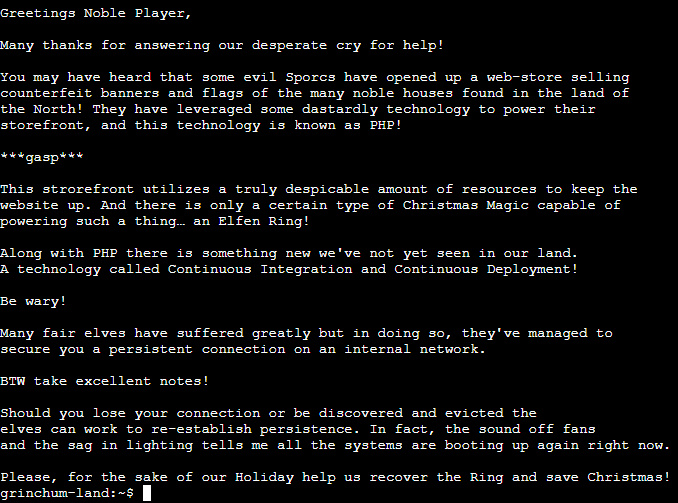 Greetings Noble Player,
Many thanks for answering our desperate cry for help!
You may have heard that some evil Sporcs have opened up a web-store selling
counterfeit banners and flags of the many noble houses found in the land of
the North! They have leveraged some dastardly technology to power their
storefront, and this technology is known as PHP!
***gasp***
This strorefront utilizes a truly despicable amount of resources to keep the
website up. And there is only a certain type of Christmas Magic capable of
powering such a thing… an Elfen Ring!
Along with PHP there is something new we've not yet seen in our land.
A technology called Continuous Integration and Continuous Deployment!
Be wary!
Many fair elves have suffered greatly but in doing so, they've managed to
secure you a persistent connection on an internal network.
BTW take excellent notes!
Should you lose your connection or be discovered and evicted the
elves can work to re-establish persistence. In fact, the sound off fans
and the sag in lighting tells me all the systems are booting up again right now.
Please, for the sake of our Holiday help us recover the Ring and save Christmas!
grinchum-land:~$